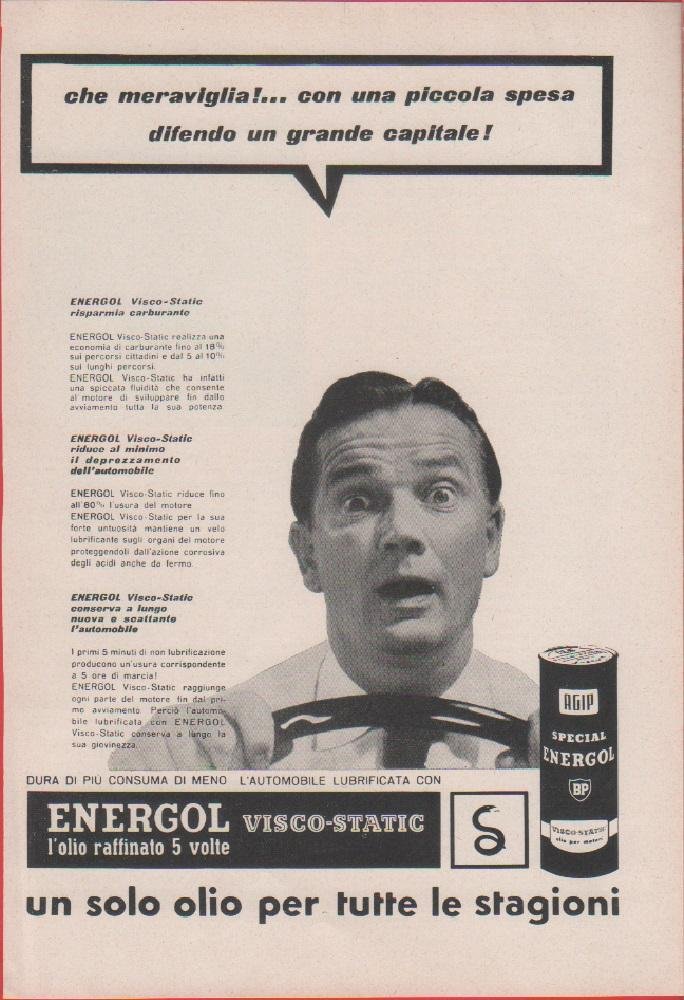 che meraviglia!... con una piccola spesa
difendo un grande capitale!
ENERGOL Visco-Static
risparmia carburante
ENERGOL Visco-Static realizza una
economia di carburante fino al 18%
sui percorsi cittadini e dall 5 al 10%
sui lunghi percorsi.
ENERGOL Visco-Static ha infatti
una spiccata fluidità che consente
al motore di sviluppare fin dallo
avviamento tutta la sua potenza.
ENERGOL Visco-Static
riduce al minimo
il deprezzamento
dell'automobile
ENERGOL Visco-Static riduce fino
all'80% l'usura del motore
ENERGOL Visco-Static per la sua
forte untuosità mantiene un velo
lubrificante sugli organi del motore
proteggendoli dall'azione corrosiva
degli acidi anche da fermo.
ENERGOL Visco-Static
conserva a lungo
nuova e scattante
l'automobile
I primi 5 minuti di non lubrificazione
producono un'usura corrispondente
a 5 ore di marcia!
ENERGOL Visco-Static raggiunge
ogni parte del motore fin dal pri-
mo avviamento. Perciò l'automo-
bile lubrificata con ENERGOL
Visco-Static conserva a lungo la
sua giovinezza.
AGIP
SPECIAL
ENERGOL
BP
VISCO-STATIC
olio per motori
DURA DI PIÙ CONSUMA DI MENO L'AUTOMOBILE LUBRIFICATA CON
ENERGOL VISCO-STATIC
l'olio raffinato 5 volte
un solo olio per tutte le stagioni